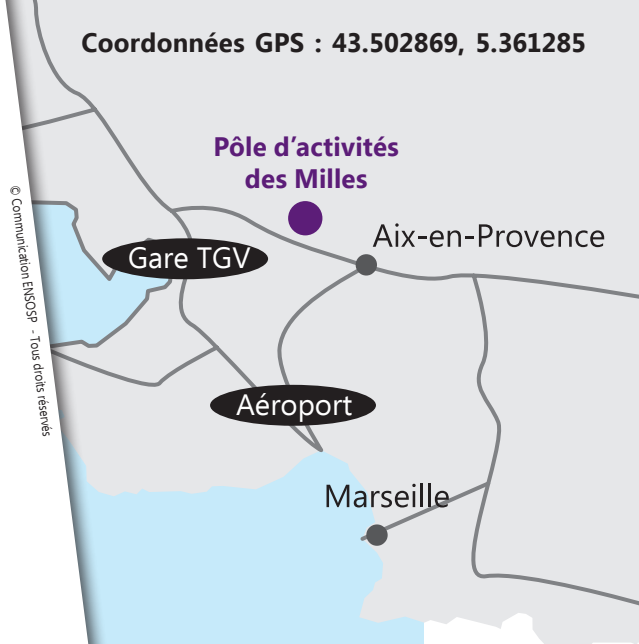 Coordonnées GPS : 43.502869, 5.361285
Pôle d’activités
des Milles
Aix-en-Provence
Gare TGV
Aéroport
Marseille
© Communication ENSOSP - Tous droits réservés